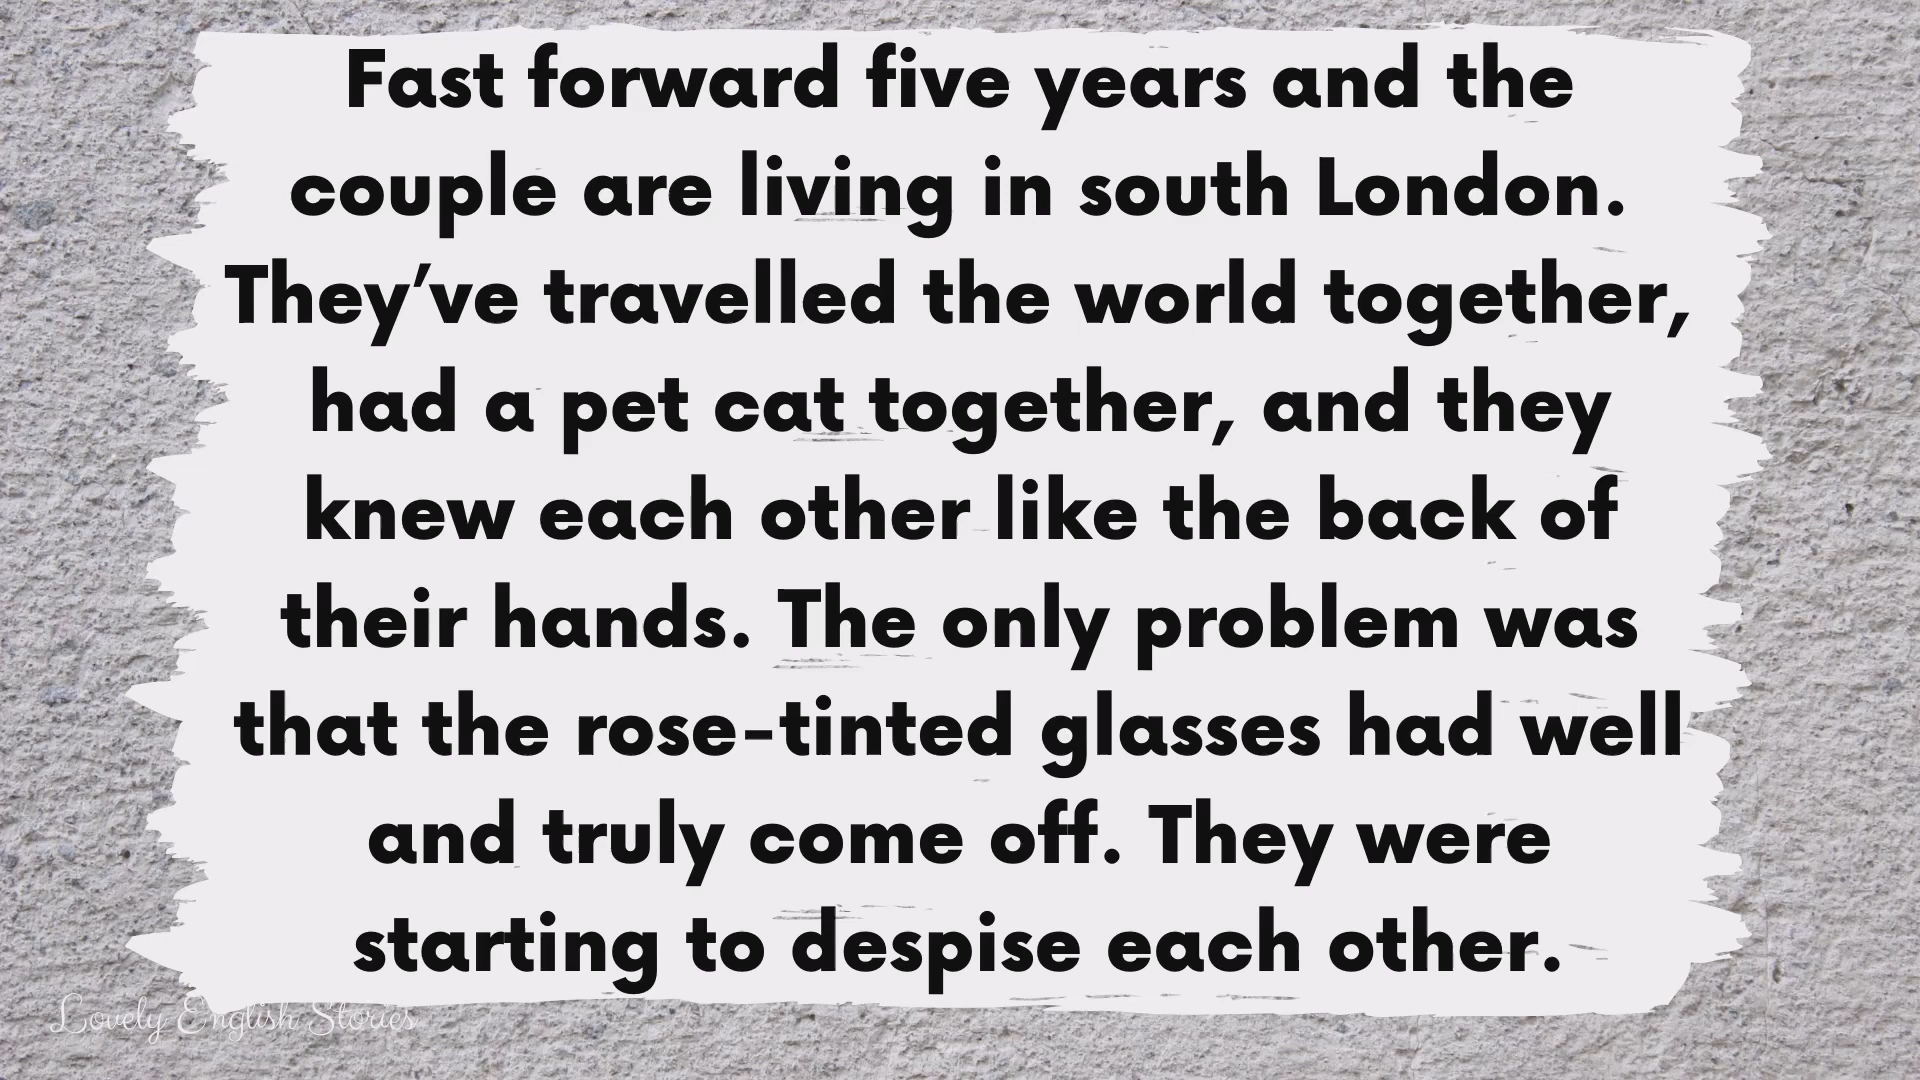 Fast forward five years and the
couple are living in south London.
They’ve travelled the world together,
had a pet cat together, and they
knew each other like the back of
their hands. The only problem was
that the rose-tinted glasses had well
and truly come off. They were
starting to despise each other.
Lovely English Stories